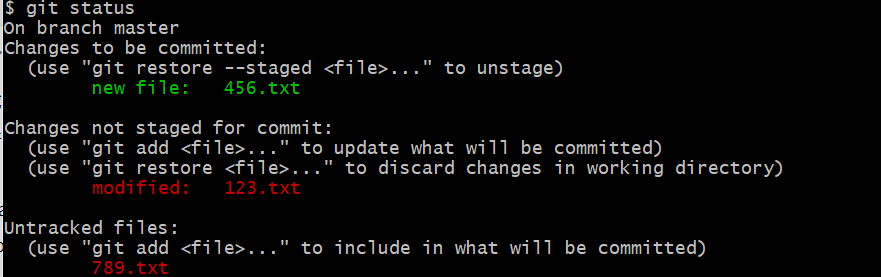 $ git status
On branch master
Changes to be committed:
  (use "git restore --staged <file>..." to unstage)
        new file:   456.txt

Changes not staged for commit:
  (use "git add <file>..." to update what will be committed)
  (use "git restore <file>..." to discard changes in working directory)
        modified:   123.txt

Untracked files:
  (use "git add <file>..." to include in what will be committed)
        789.txt